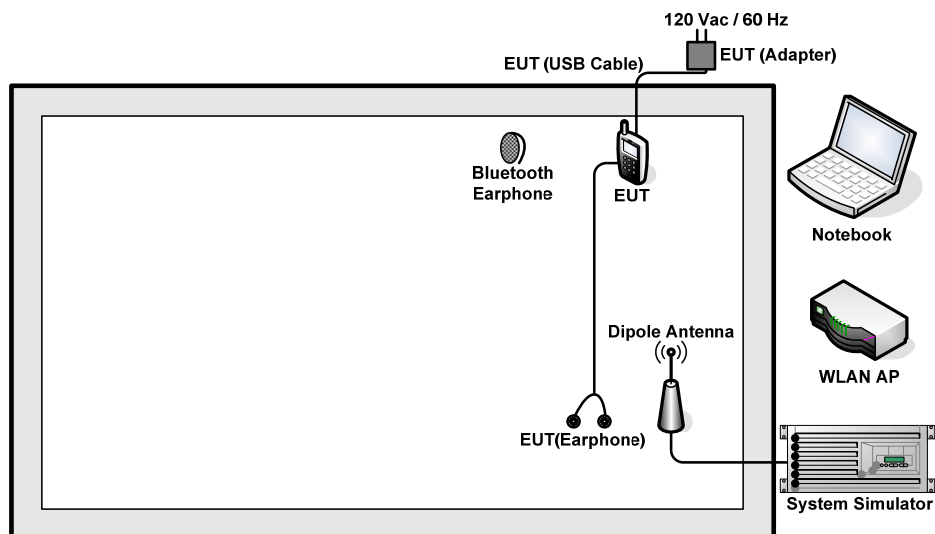 120 Vac / 60 Hz
EUT (USB Cable)
EUT (Adapter)
Bluetooth
Earphone
EUT
Notebook
Dipole Antenna
WLAN AP
EUT(Earphone)
System Simulator